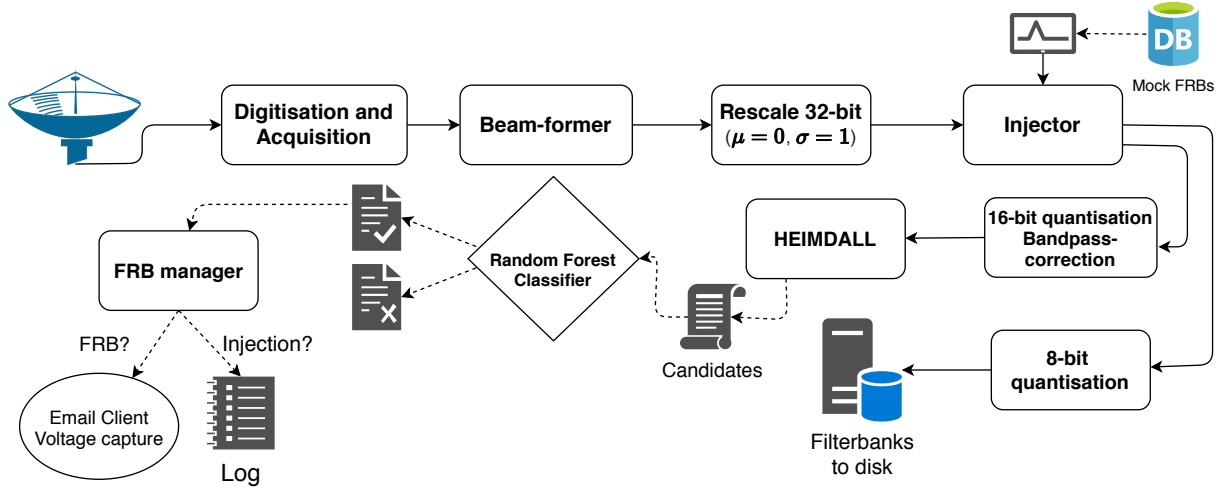 DB
Mock FRBs
Digitisation and
Acquisition
Beam-former
Rescale 32-bit
(μ = 0, σ = 1)
Injector
16-bit quantisation
Bandpass-
correction
HEIMDALL
Random Forest
Classifier
FRB manager
Candidates
8-bit
quantisation
FRB?
Injection?
Email Client
Voltage capture
Log
Filterbanks
to disk